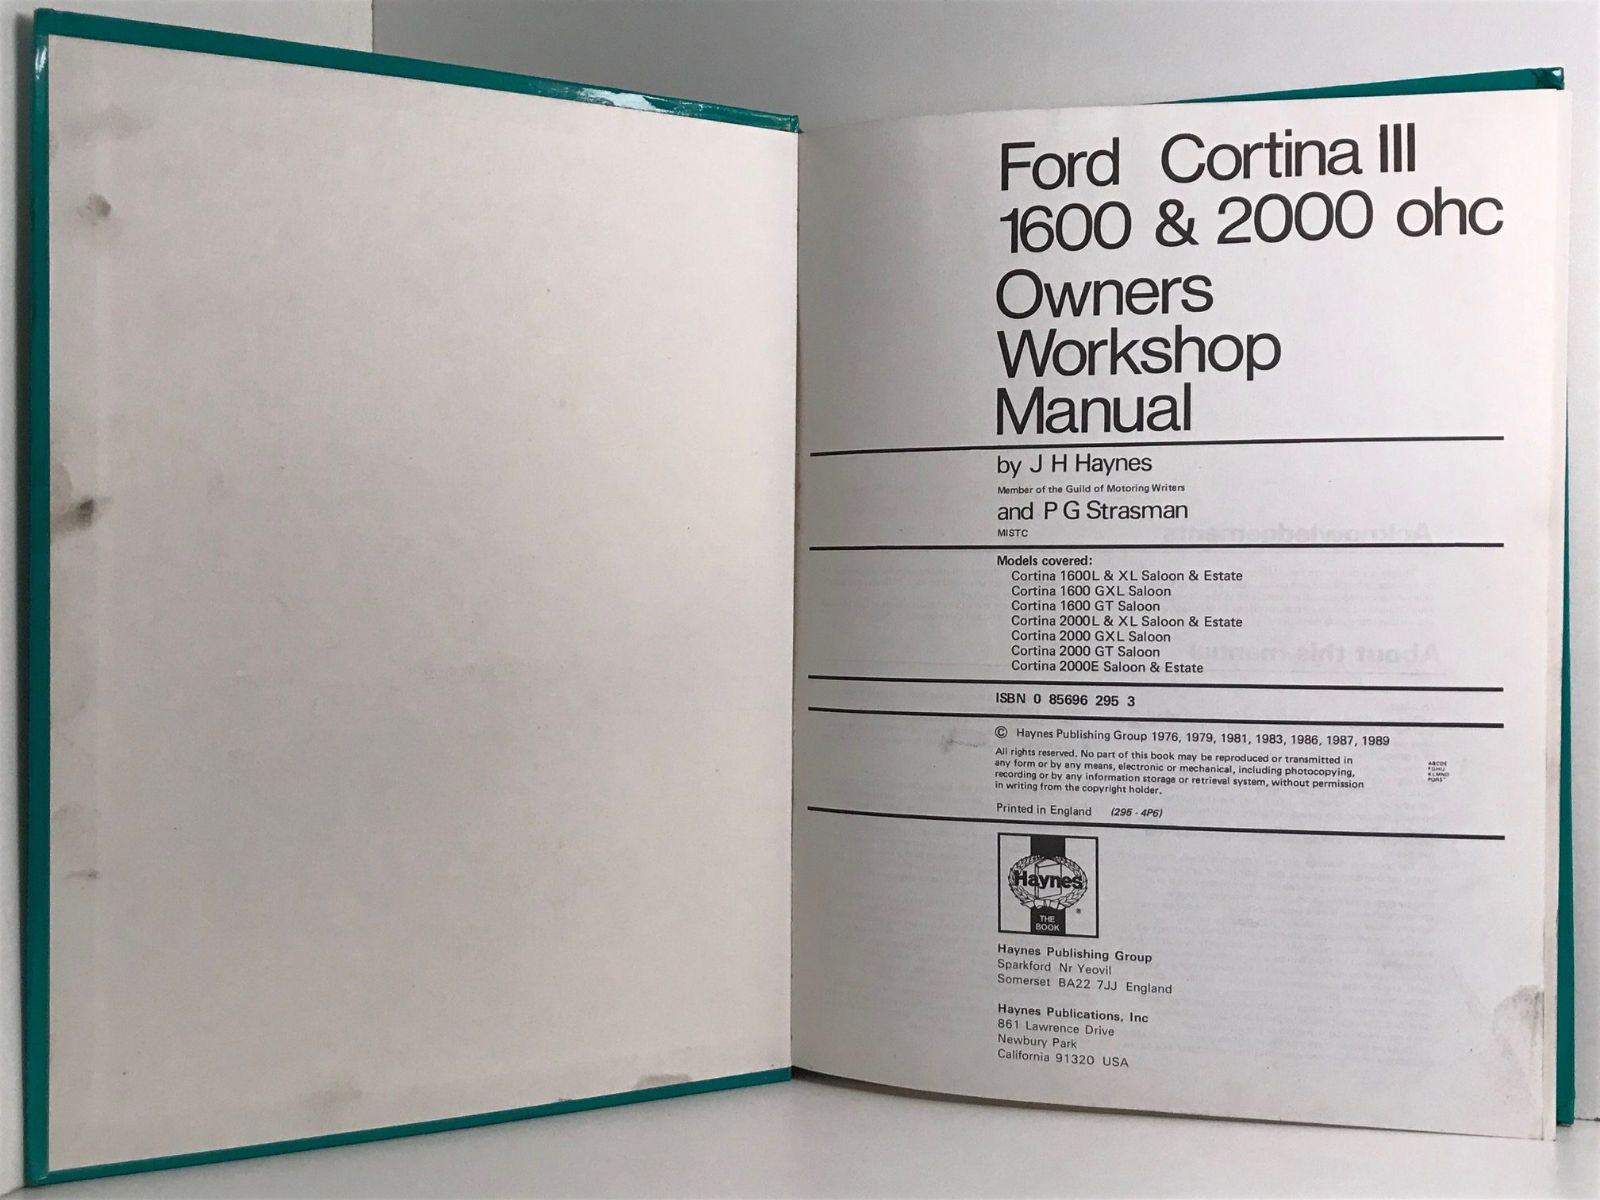 Ford Cortina III
1600 & 2000 ohc
Owners
Workshop
Manual
by J H Haynes
Member of the Guild of Motoring Writers
and P G Strasman
MISTC
Models covered:
Cortina 1600L & XL Saloon & Estate
Cortina 1600 GXL Saloon
Cortina 1600 GT Saloon
Cortina 2000L & XL Saloon & Estate
Cortina 2000 GXL Saloon
Cortina 2000 GT Saloon
Cortina 2000E Saloon & Estate
ISBN 0 85696 295 3
© Haynes Publishing Group 1976, 1979, 1981, 1983, 1986, 1987, 1989
All rights reserved. No part of this book may be reproduced or transmitted in
any form or by any means, electronic or mechanical, including photocopying,
recording or by any information storage or retrieval system, without permission
in writing from the copyright holder.
ABCDE
FGHIJ
KLMNO
PQRS
Printed in England (295 - 4P6)
Haynes
®
THE
BOOK
Haynes Publishing Group
Sparkford Nr Yeovil
Somerset BA22 7JJ England
Haynes Publications, Inc
861 Lawrence Drive
Newbury Park
California 91320 USA